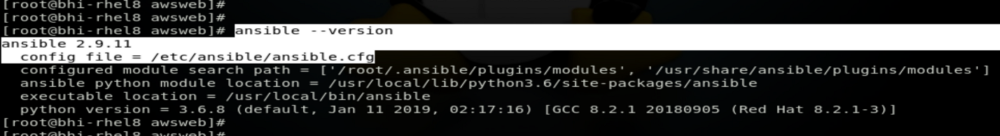 [root@bhi-rhel8 awsweb]#
[root@bhi-rhel8 awsweb]#
[root@bhi-rhel8 awsweb]# ansible --version
ansible 2.9.11
  config file = /etc/ansible/ansible.cfg
  configured module search path = ['/root/.ansible/plugins/modules', '/usr/share/ansible/plugins/modules']
  ansible python module location = /usr/local/lib/python3.6/site-packages/ansible
  executable location = /usr/local/bin/ansible
  python version = 3.6.8 (default, Jan 11 2019, 02:17:16) [GCC 8.2.1 20180905 (Red Hat 8.2.1-3)]
[root@bhi-rhel8 awsweb]#
[root@bhi-rhel8 awsweb]#